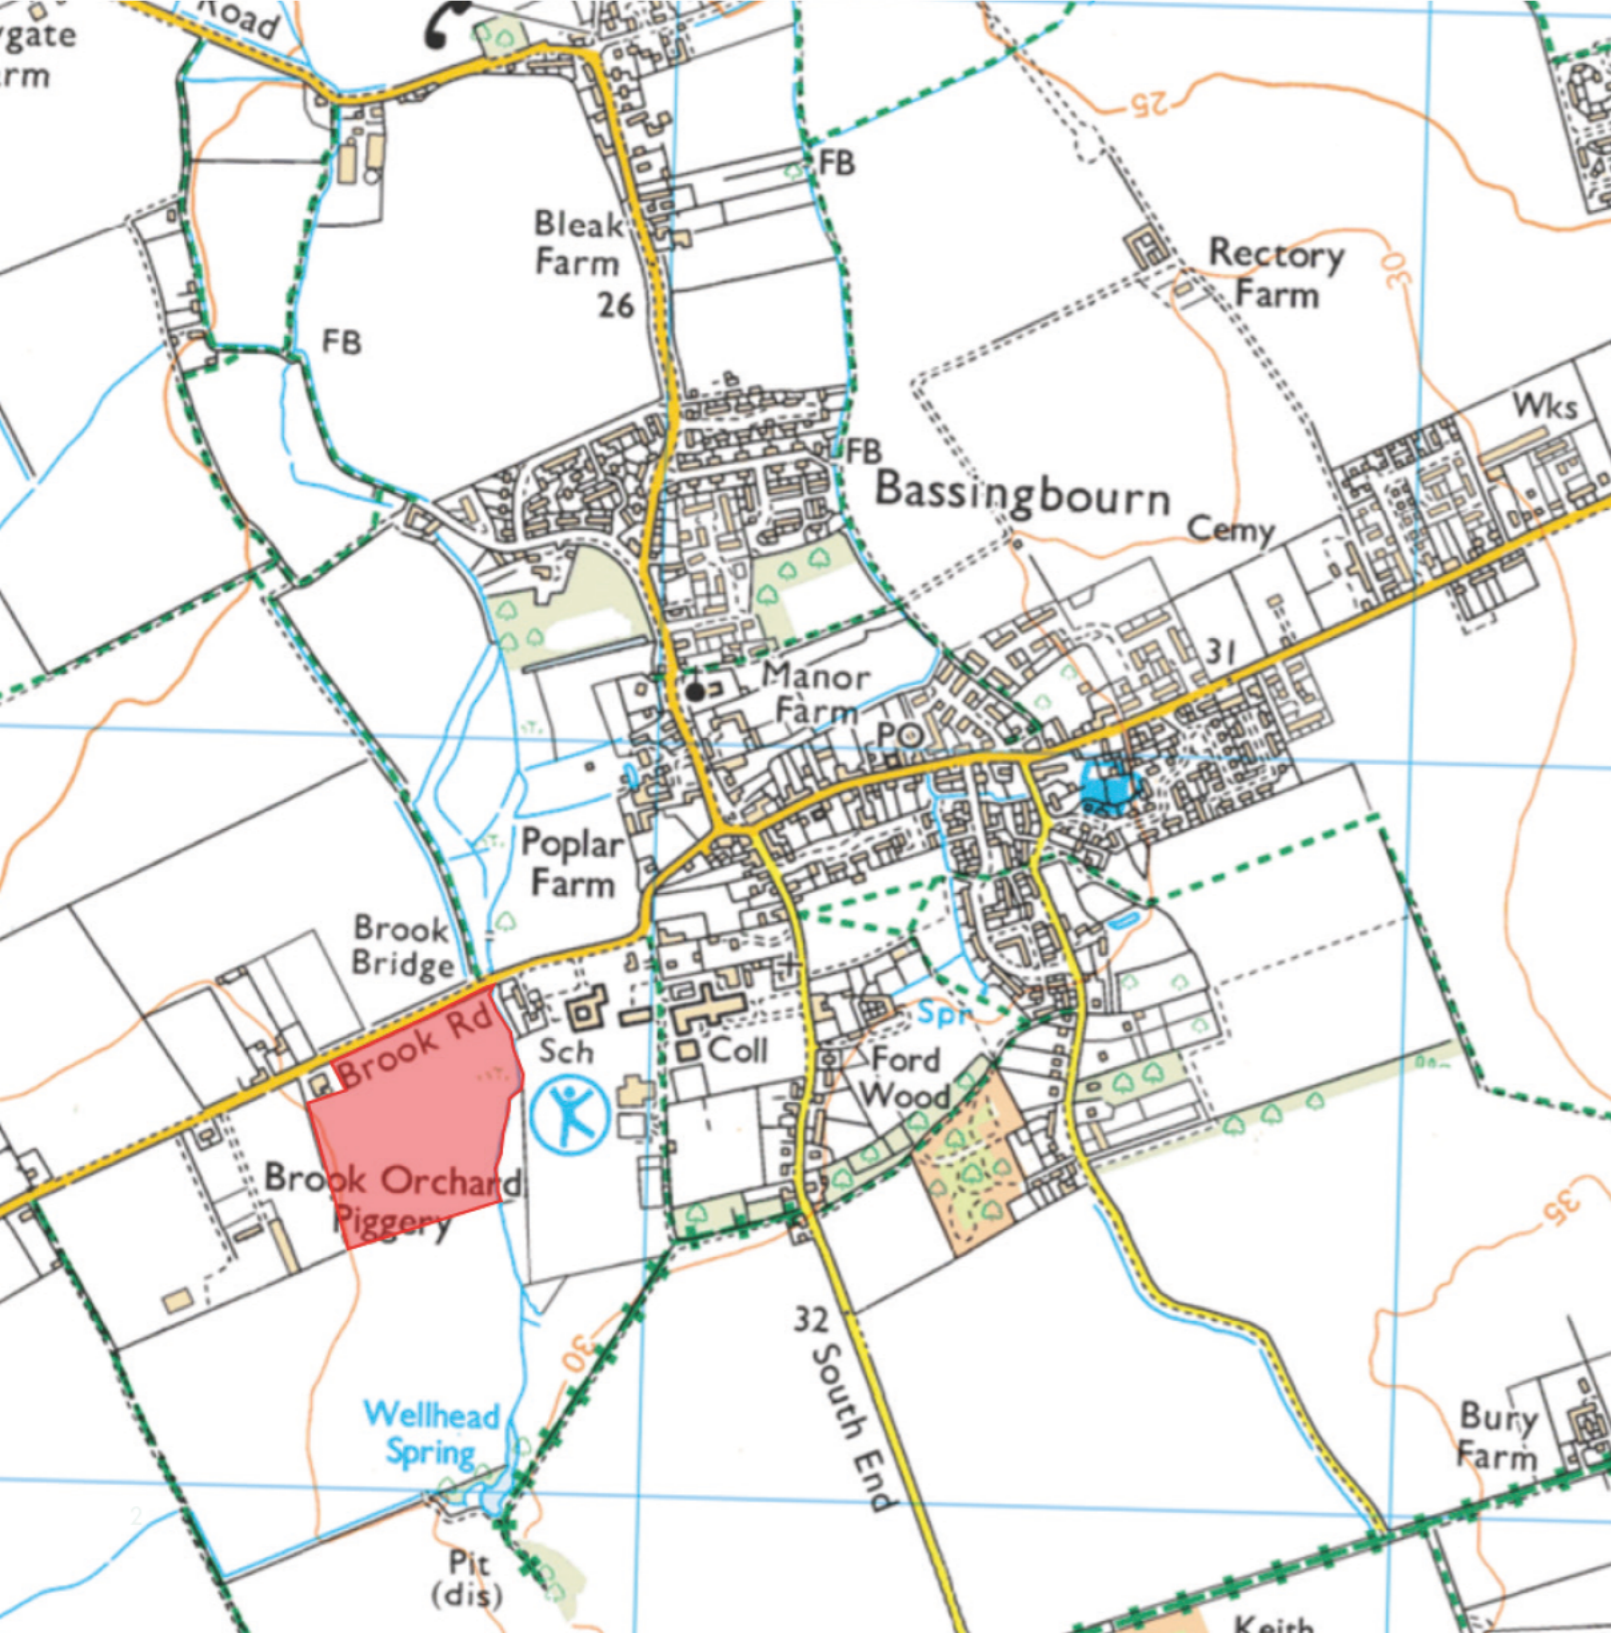 Road
Bleak
Farm
26
FB
FB
25
Rectory
Farm
30
FB
Wks
Bassingbourn
Cemy
31
Manor
Farm
PO
Poplar
Farm
Brook
Bridge
Brook Rd
Sch
Coll
Spr
Ford
Wood
Brook Orchard
Piggery
35
32
30
South End
Wellhead
Spring
Bury
Farm
Pit
(dis)
Keith